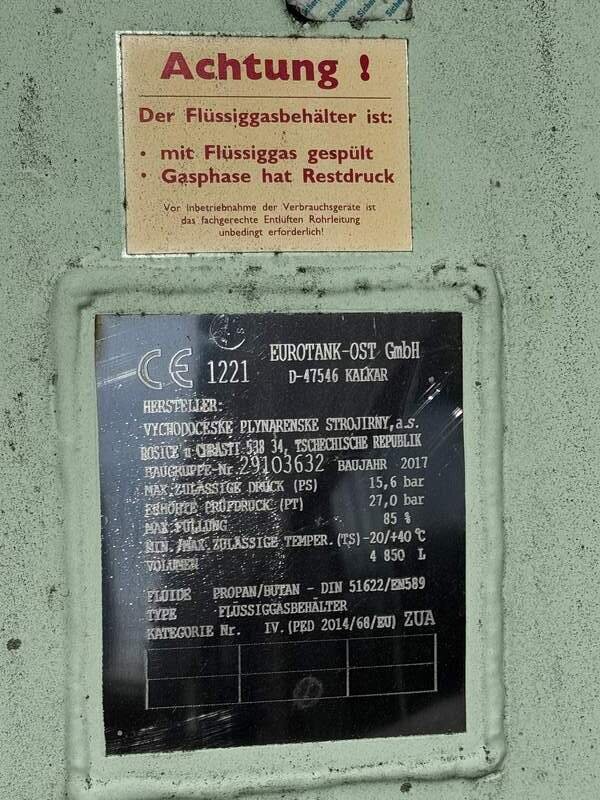 Achtung !
Der Flüssiggasbehälter ist:
• mit Flüssiggas gespült
• Gasphase hat Restdruck
Vor Inbetriebnahme der Verbrauchsgeräte ist
das fachgerechte Entlüften Rohrleitung
unbedingt erforderlich!
CE 1221 EUROTANK-OST GmbH
D-47546 KALKAR
HERSTELLER:
VYCHODOCESKE PLYNARENSKE STROJIRNY, a.s.
ROSICE u CHRASTI 538 34, TSCHECHISCHE REPUBLIK
BAUGRUPPE-Nr. 29103632 BAUJAHR 2017
MAX. ZULÄSSIGE DRUCK (PS) 15,6 bar
ERHÖHTE PRÜFDRUCK (PT) 27,0 bar
MAX FULLUNG 85 %
MIN./MAX. ZULÄSSIGE TEMPER. (TS) -20/+40 °C
VOLUMEN 4 850 L
FLUIDE PROPAN/BUTAN - DIN 51622/EN589
TYPE FLÜSSIGGASBEHÄLTER
KATEGORIE Nr. IV. (PED 2014/68/EU) ZUA